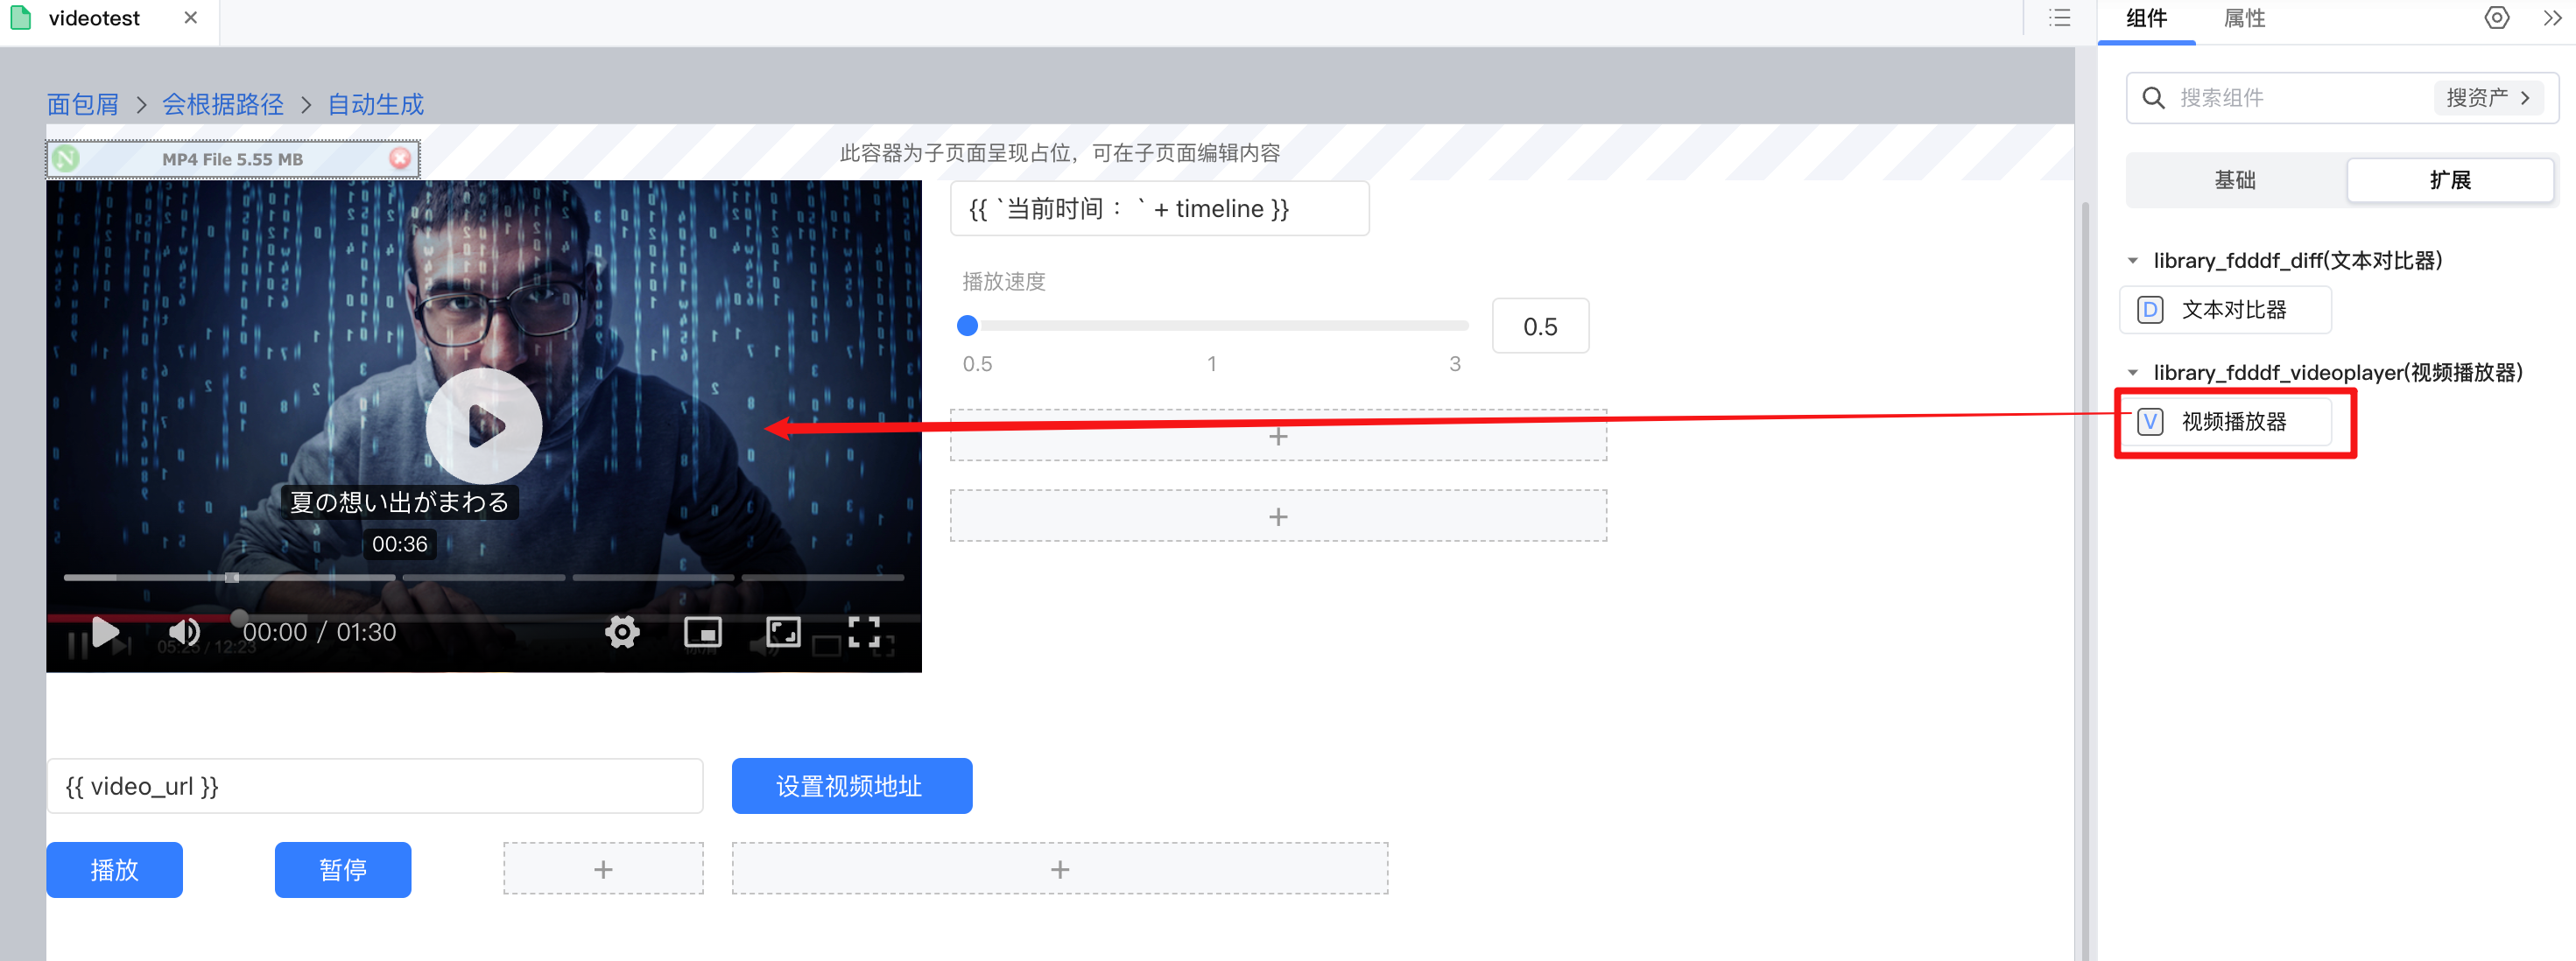 videotest
组件 属性
面包屑 > 会根据路径 > 自动生成
搜索组件 搜资产 >
MP4 File 5.55 MB
此容器为子页面呈现占位，可在子页面编辑内容
基础 扩展
{{ `当前时间： ` + timeline }}
library_fdddf_diff(文本对比器)
D 文本对比器
播放速度
0.5
0.5 1 3
library_fdddf_videoplayer(视频播放器)
V 视频播放器
夏の想い出がまわる
00:36
00:00 / 01:30
05:25 / 12:23
{{ video_url }}
设置视频地址
播放 暂停